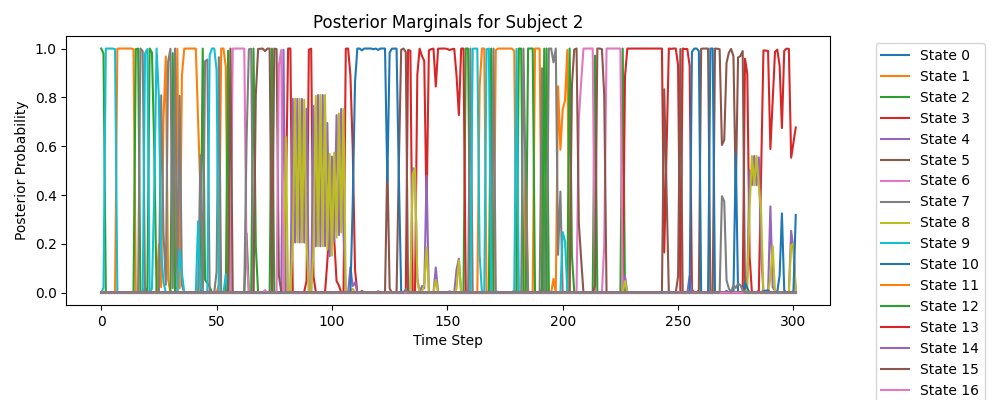 Posterior Marginals for Subject 2
Posterior Probability
1.0
0.8
0.6
0.4
0.2
0.0
0
50
100
150
200
250
300
Time Step
State 0
State 1
State 2
State 3
State 4
State 5
State 6
State 7
State 8
State 9
State 10
State 11
State 12
State 13
State 14
State 15
State 16